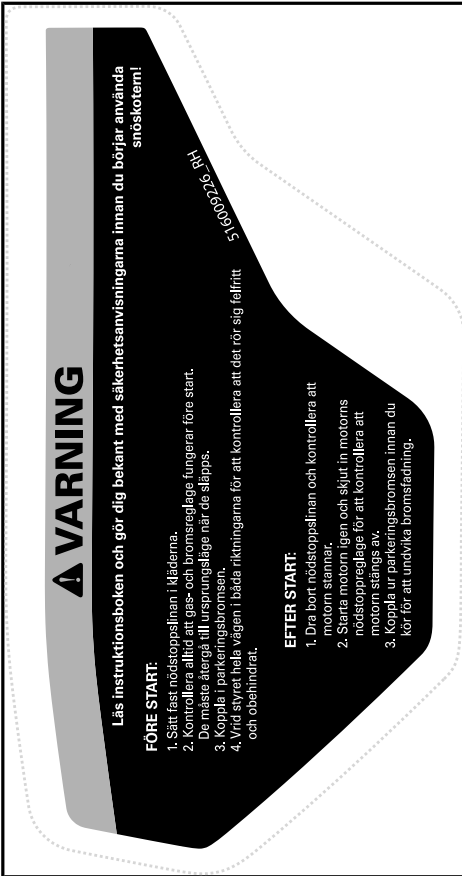 VARNING
Läs instruktionsboken och gör dig bekant med säkerhetsanvisningarna innan du börjar använda
snöskotern!
FÖRE START:
1. Sätt fast nödstoppslinan i kläderna.
2. Kontrollera alltid att gas- och bromsreglage fungerar före start.
De måste återgå till ursprungsläge när de släpps.
3. Koppla i parkeringsbromsen.
4. Vrid styret hela vägen i båda riktningarna för att kontrollera att det rör sig felfritt
och obehindrat.
516009226_RH
EFTER START:
1. Dra bort nödstoppslinan och kontrollera att
motorn stannar.
2. Starta motorn igen och skjut in motorns
nödstoppreglage för att kontrollera att
motorn stängs av.
3. Koppla ur parkeringsbromsen innan du
kör för att undvika bromsfadning.